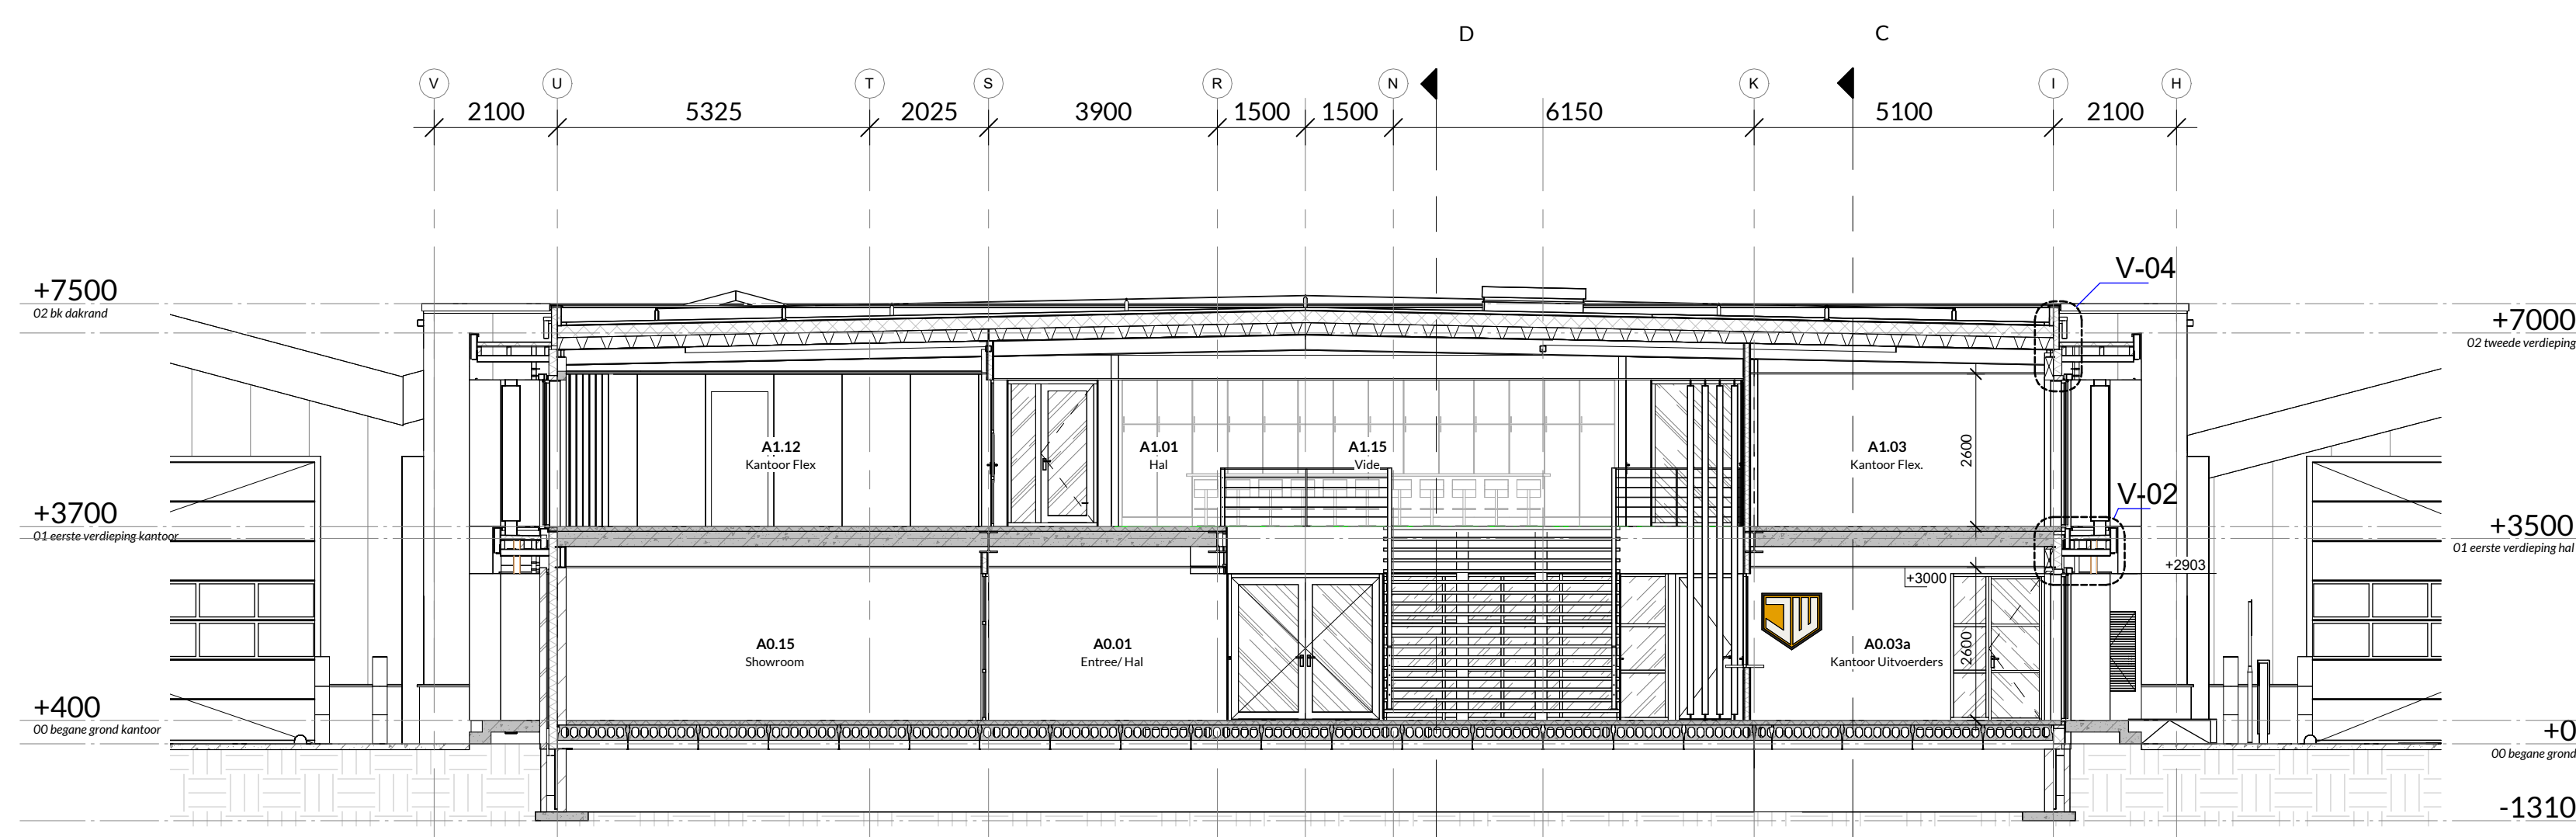 D
C
V
U
T
S
R
N
K
I
H
2100
5325
2025
3900
1500
1500
6150
5100
2100
V-04
+7500
02 bk dakrand
+7000
02 tweede verdieping
A1.12
Kantoor Flex
A1.01
Hal
A1.15
Vide
A1.03
Kantoor Flex.
2600
V-02
+3700
01 eerste verdieping kantoor
+3500
01 eerste verdieping hal
+2903
+3000
A0.15
Showroom
A0.01
Entree/ Hal
A0.03a
Kantoor Uitvoerders
2600
+400
00 begane grond kantoor
+0
00 begane grond
-1310